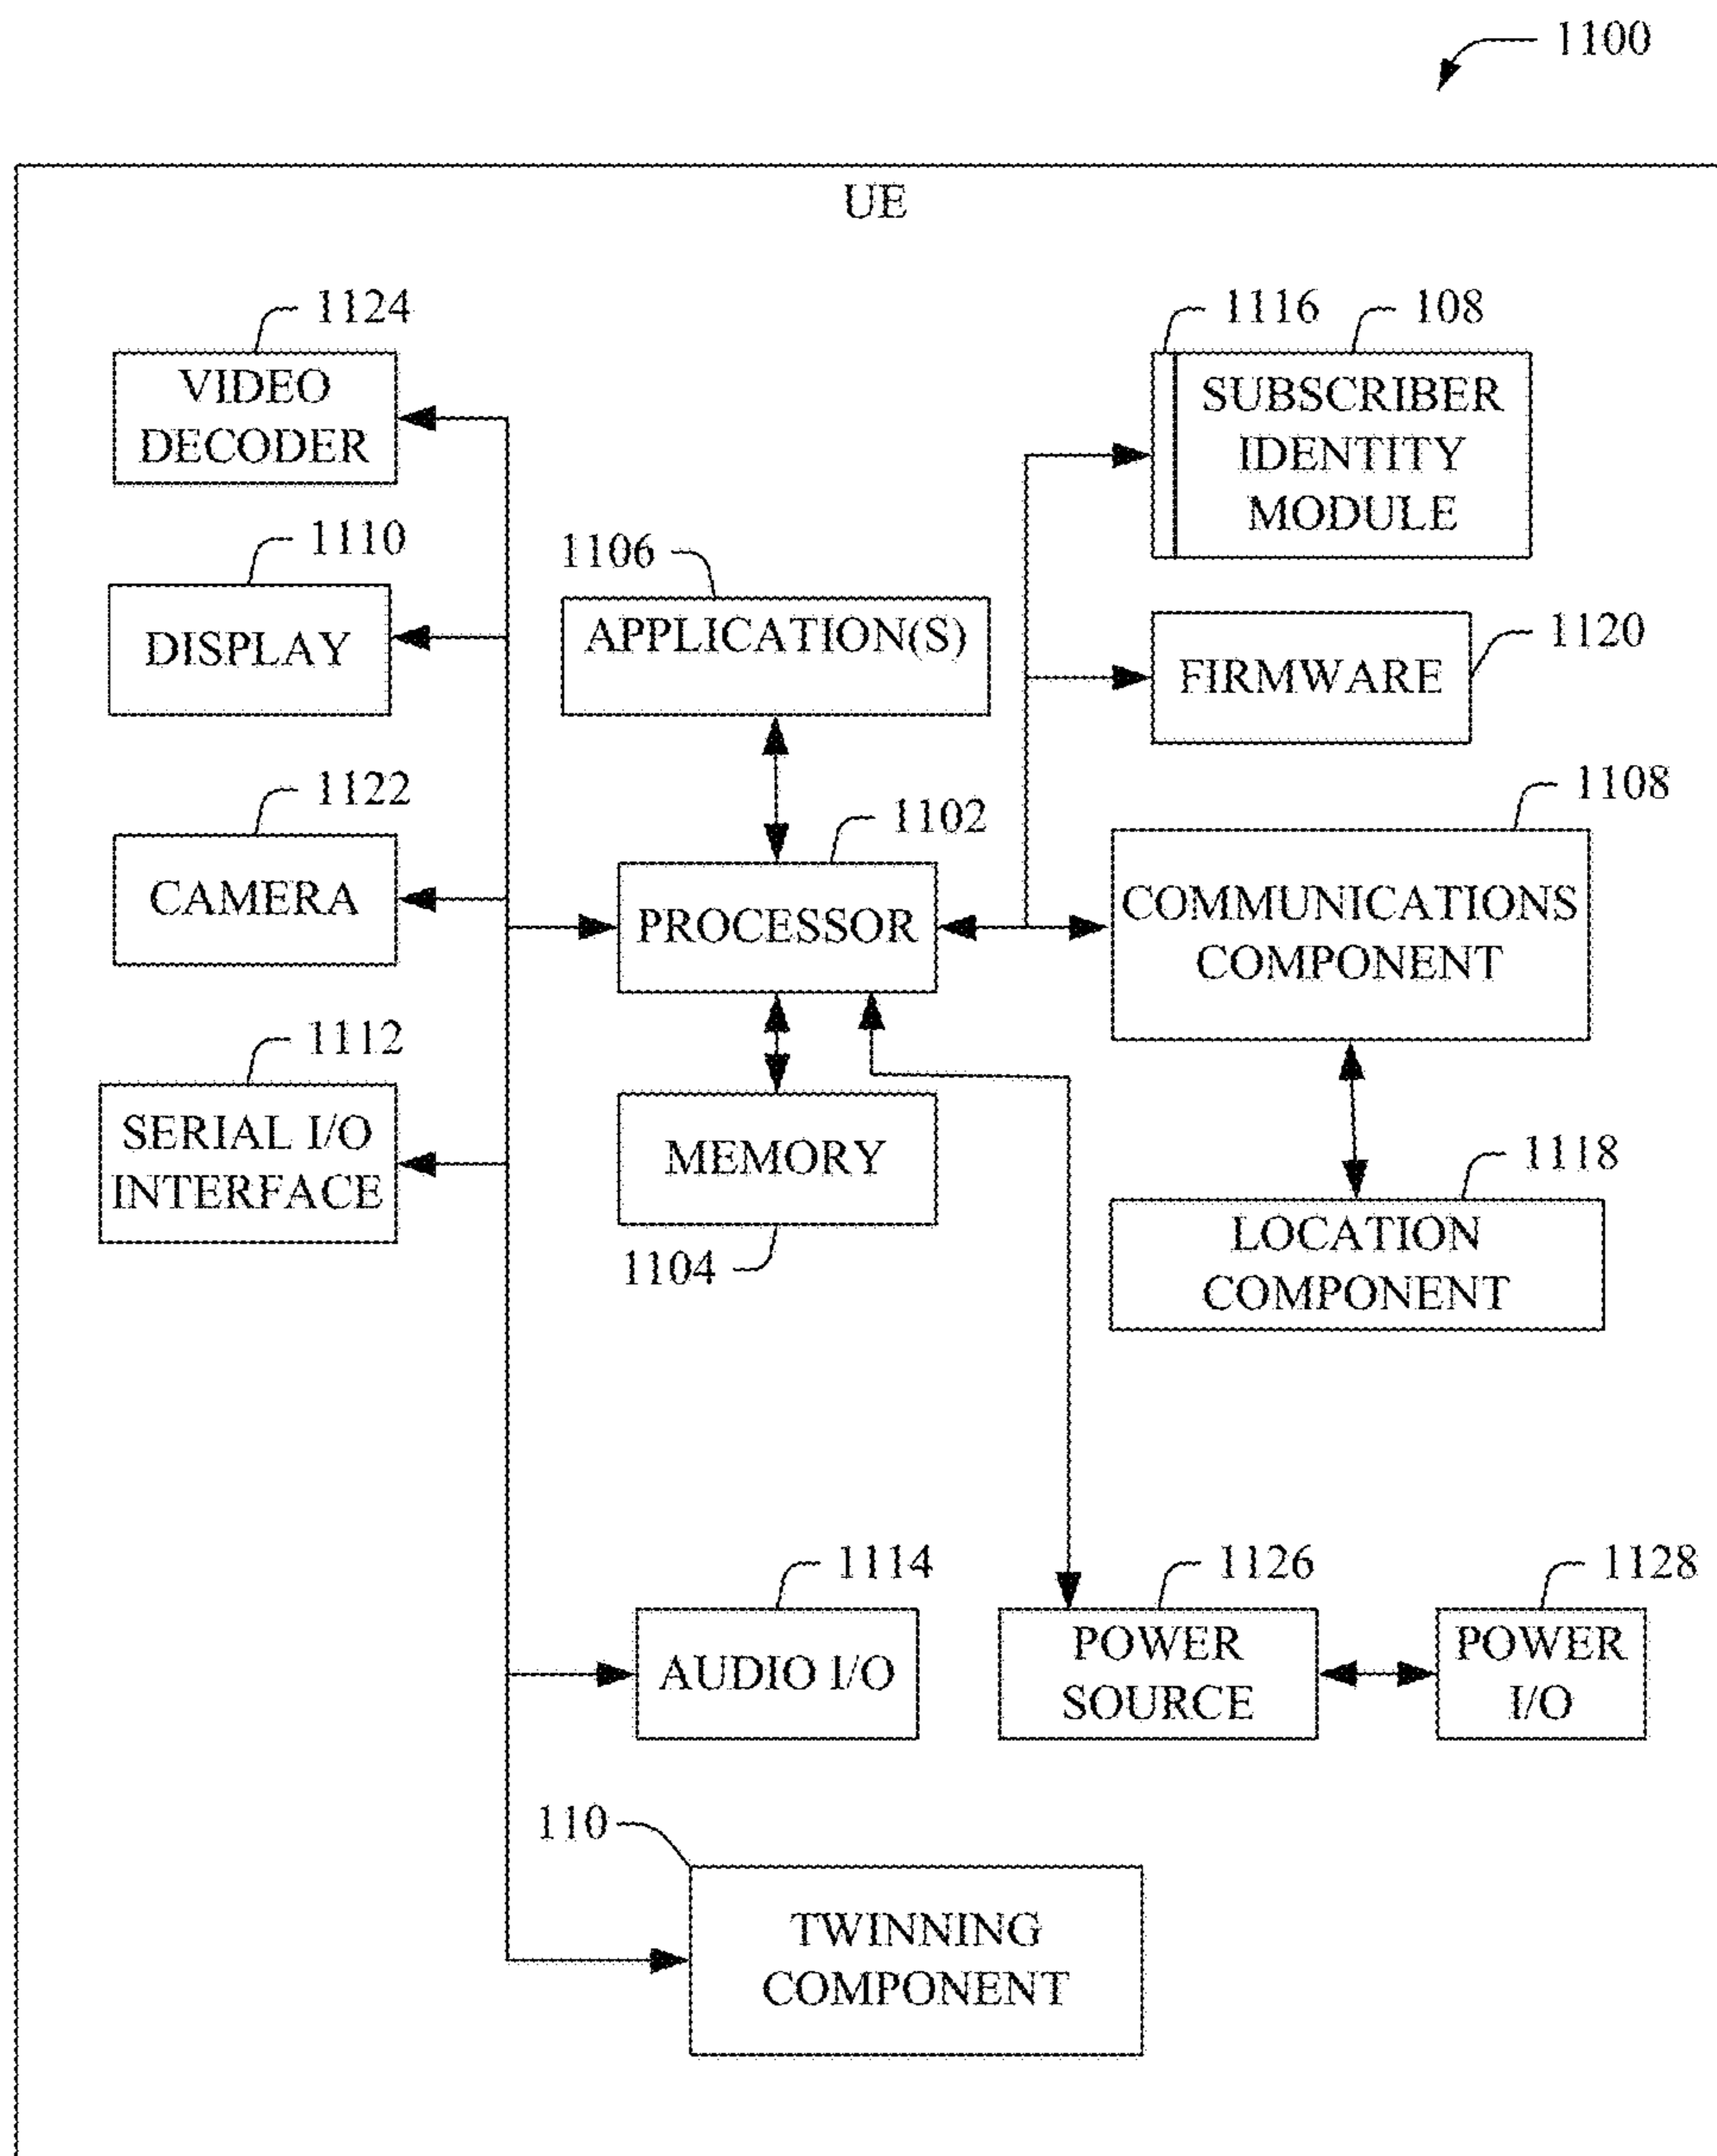 1100
UE
1124
VIDEO
DECODER
1116
108
SUBSCRIBER
IDENTITY
MODULE
1110
DISPLAY
1106
APPLICATION(S)
1120
FIRMWARE
1122
CAMERA
1102
PROCESSOR
1108
COMMUNICATIONS
COMPONENT
1112
SERIAL I/O
INTERFACE
MEMORY
1104
1118
LOCATION
COMPONENT
1114
AUDIO I/O
1126
POWER
SOURCE
1128
POWER
I/O
110
TWINNING
COMPONENT